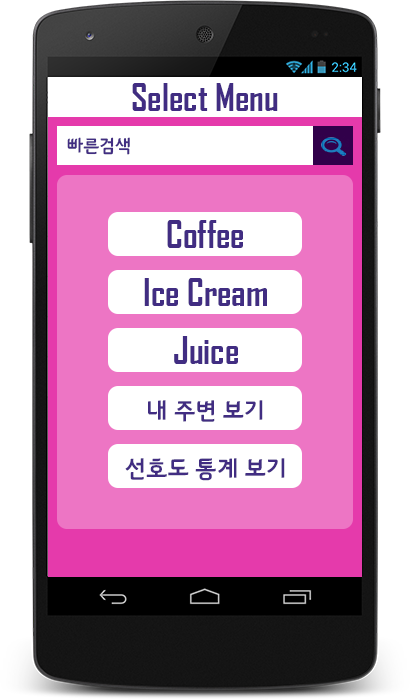 2:34
Select Menu
빠른검색
Coffee
Ice Cream
Juice
내 주변 보기
선호도 통계 보기